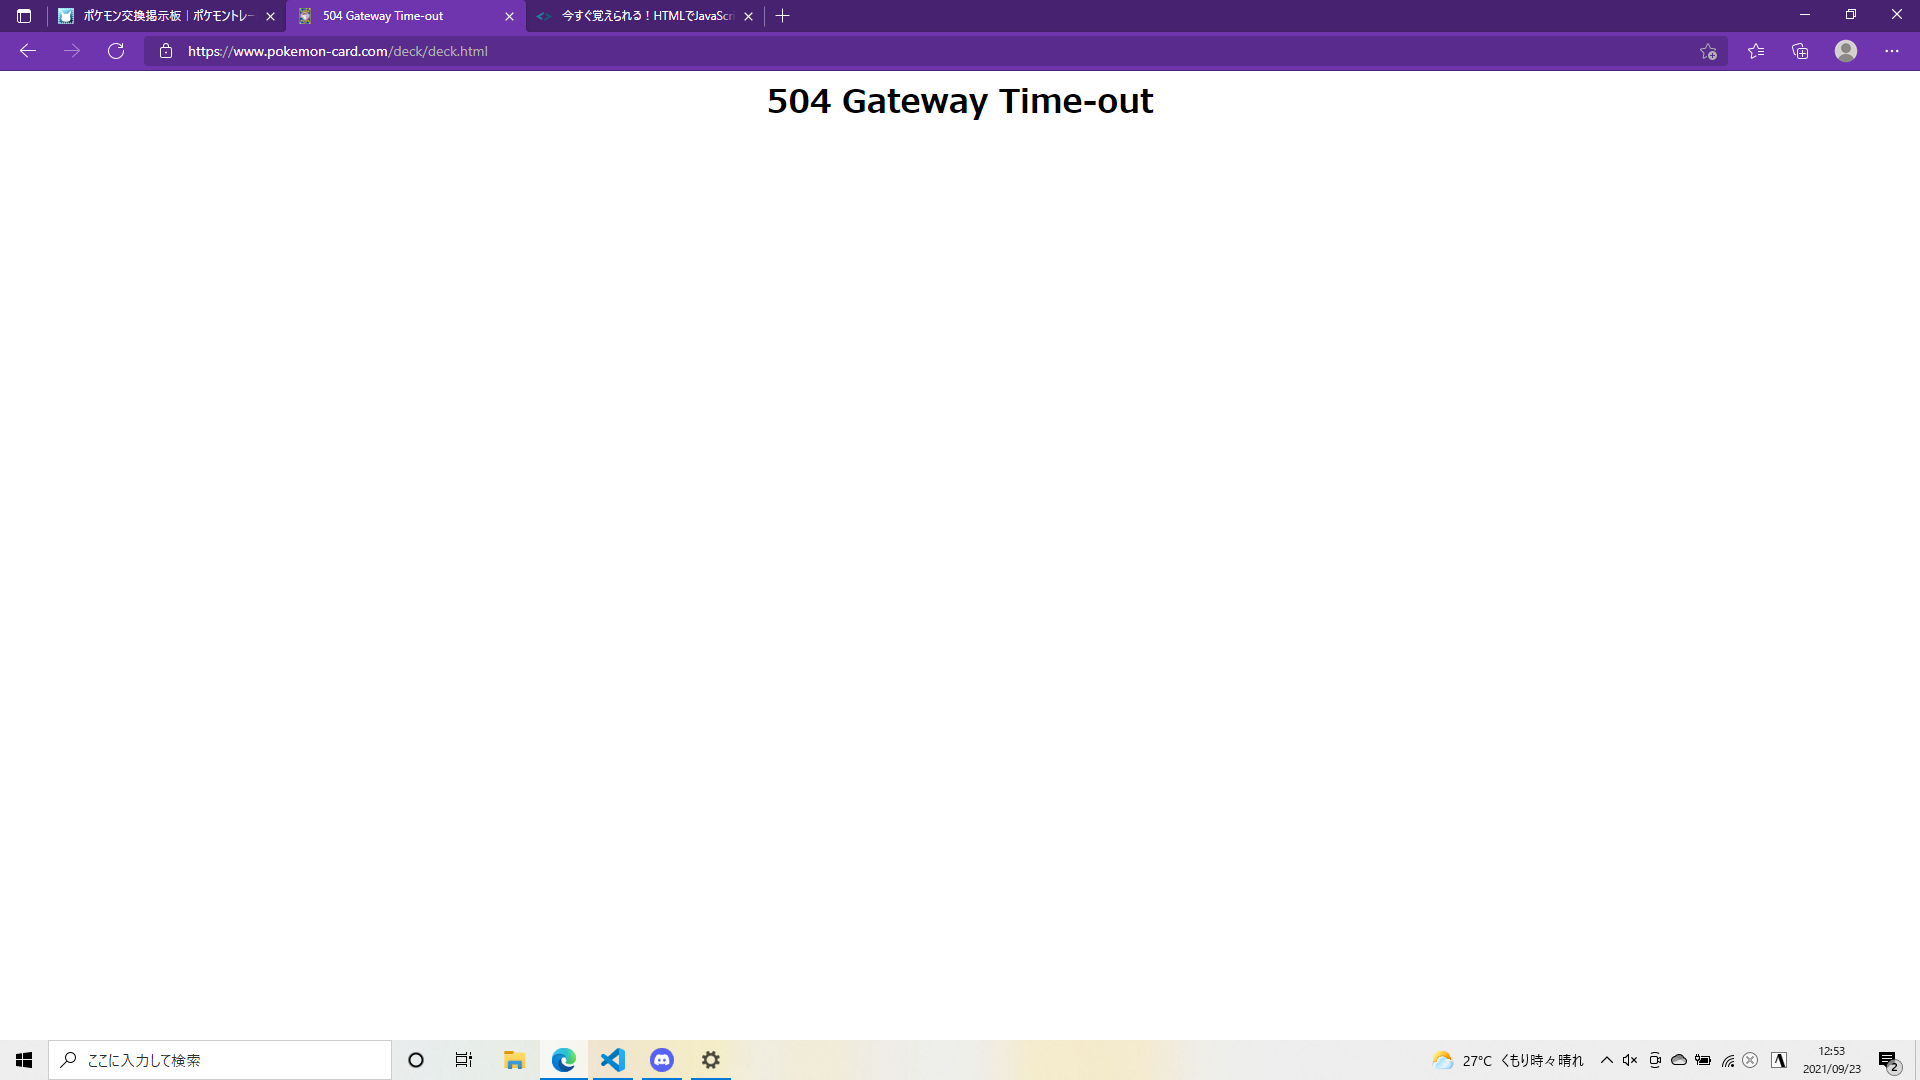 ポケモン交換掲示板 | ポケモントレー
504 Gateway Time-out
今すぐ覚えられる！HTMLでJavaScri
https://www.pokemon-card.com/deck/deck.html
504 Gateway Time-out
ここに入力して検索
27°C くもり時々晴れ
A
12:53
2021/09/23
2